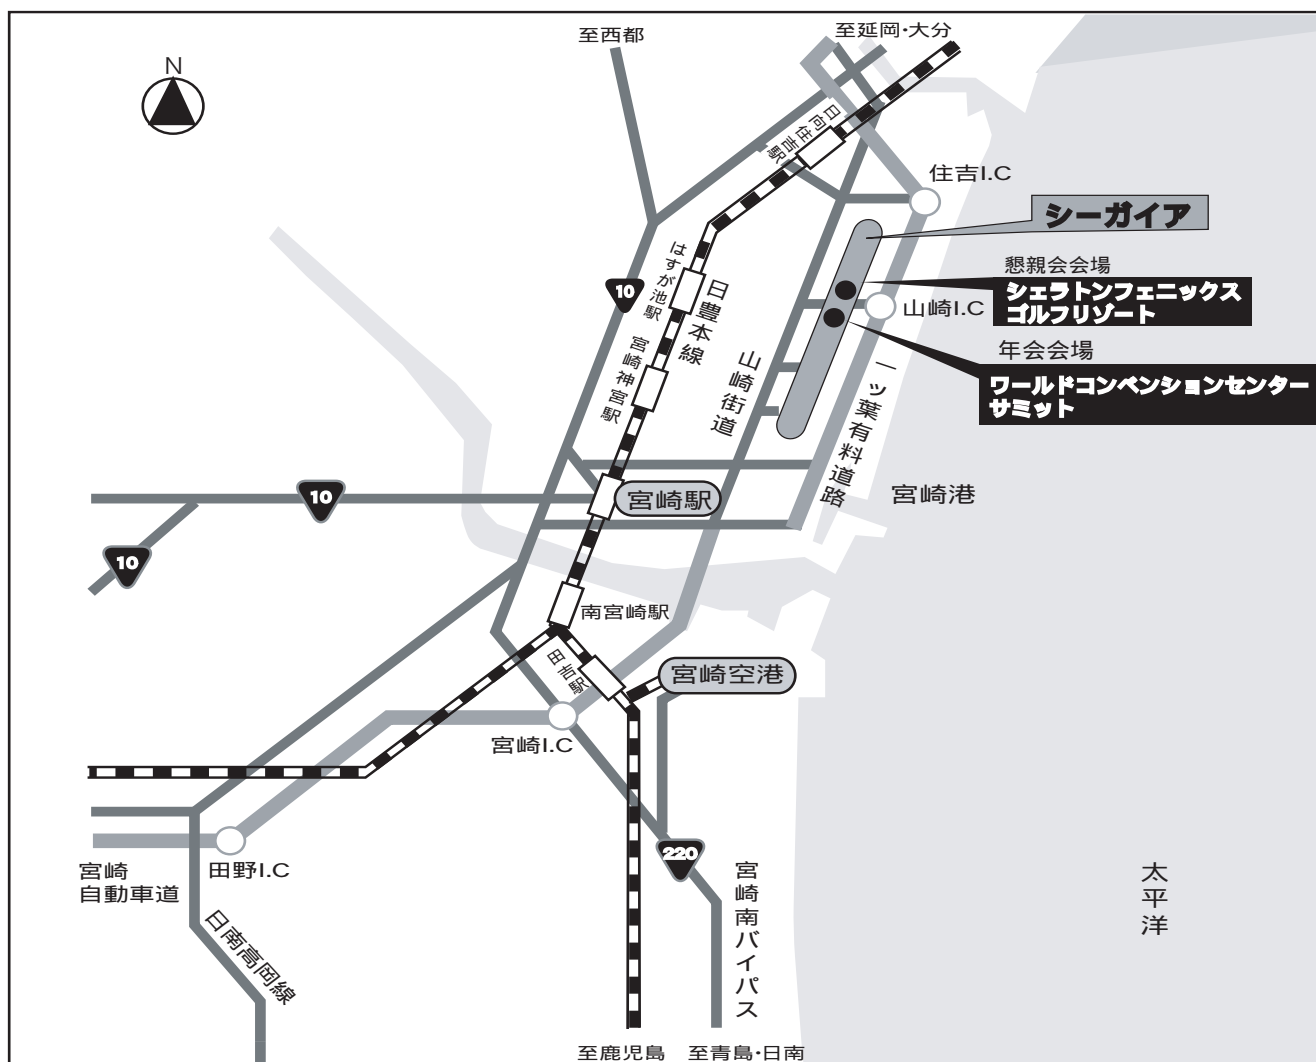 至西都
至延岡・大分
N
日向住吉駅
住吉I.C
シーガイア
懇親会会場
シェラトンフェニックス
ゴルフリゾート
山崎I.C
年会会場
ワールドコンベンションセンター
サミット
10
はすが池駅
日豊本線
宮崎神宮駅
山崎街道
一ッ葉有料道路
宮崎港
10
宮崎駅
10
南宮崎駅
田吉駅
宮崎空港
宮崎I.C
220
宮崎
自動車道
田野I.C
日南高岡線
宮崎南バイパス
太平洋
至鹿児島
至青島・日南